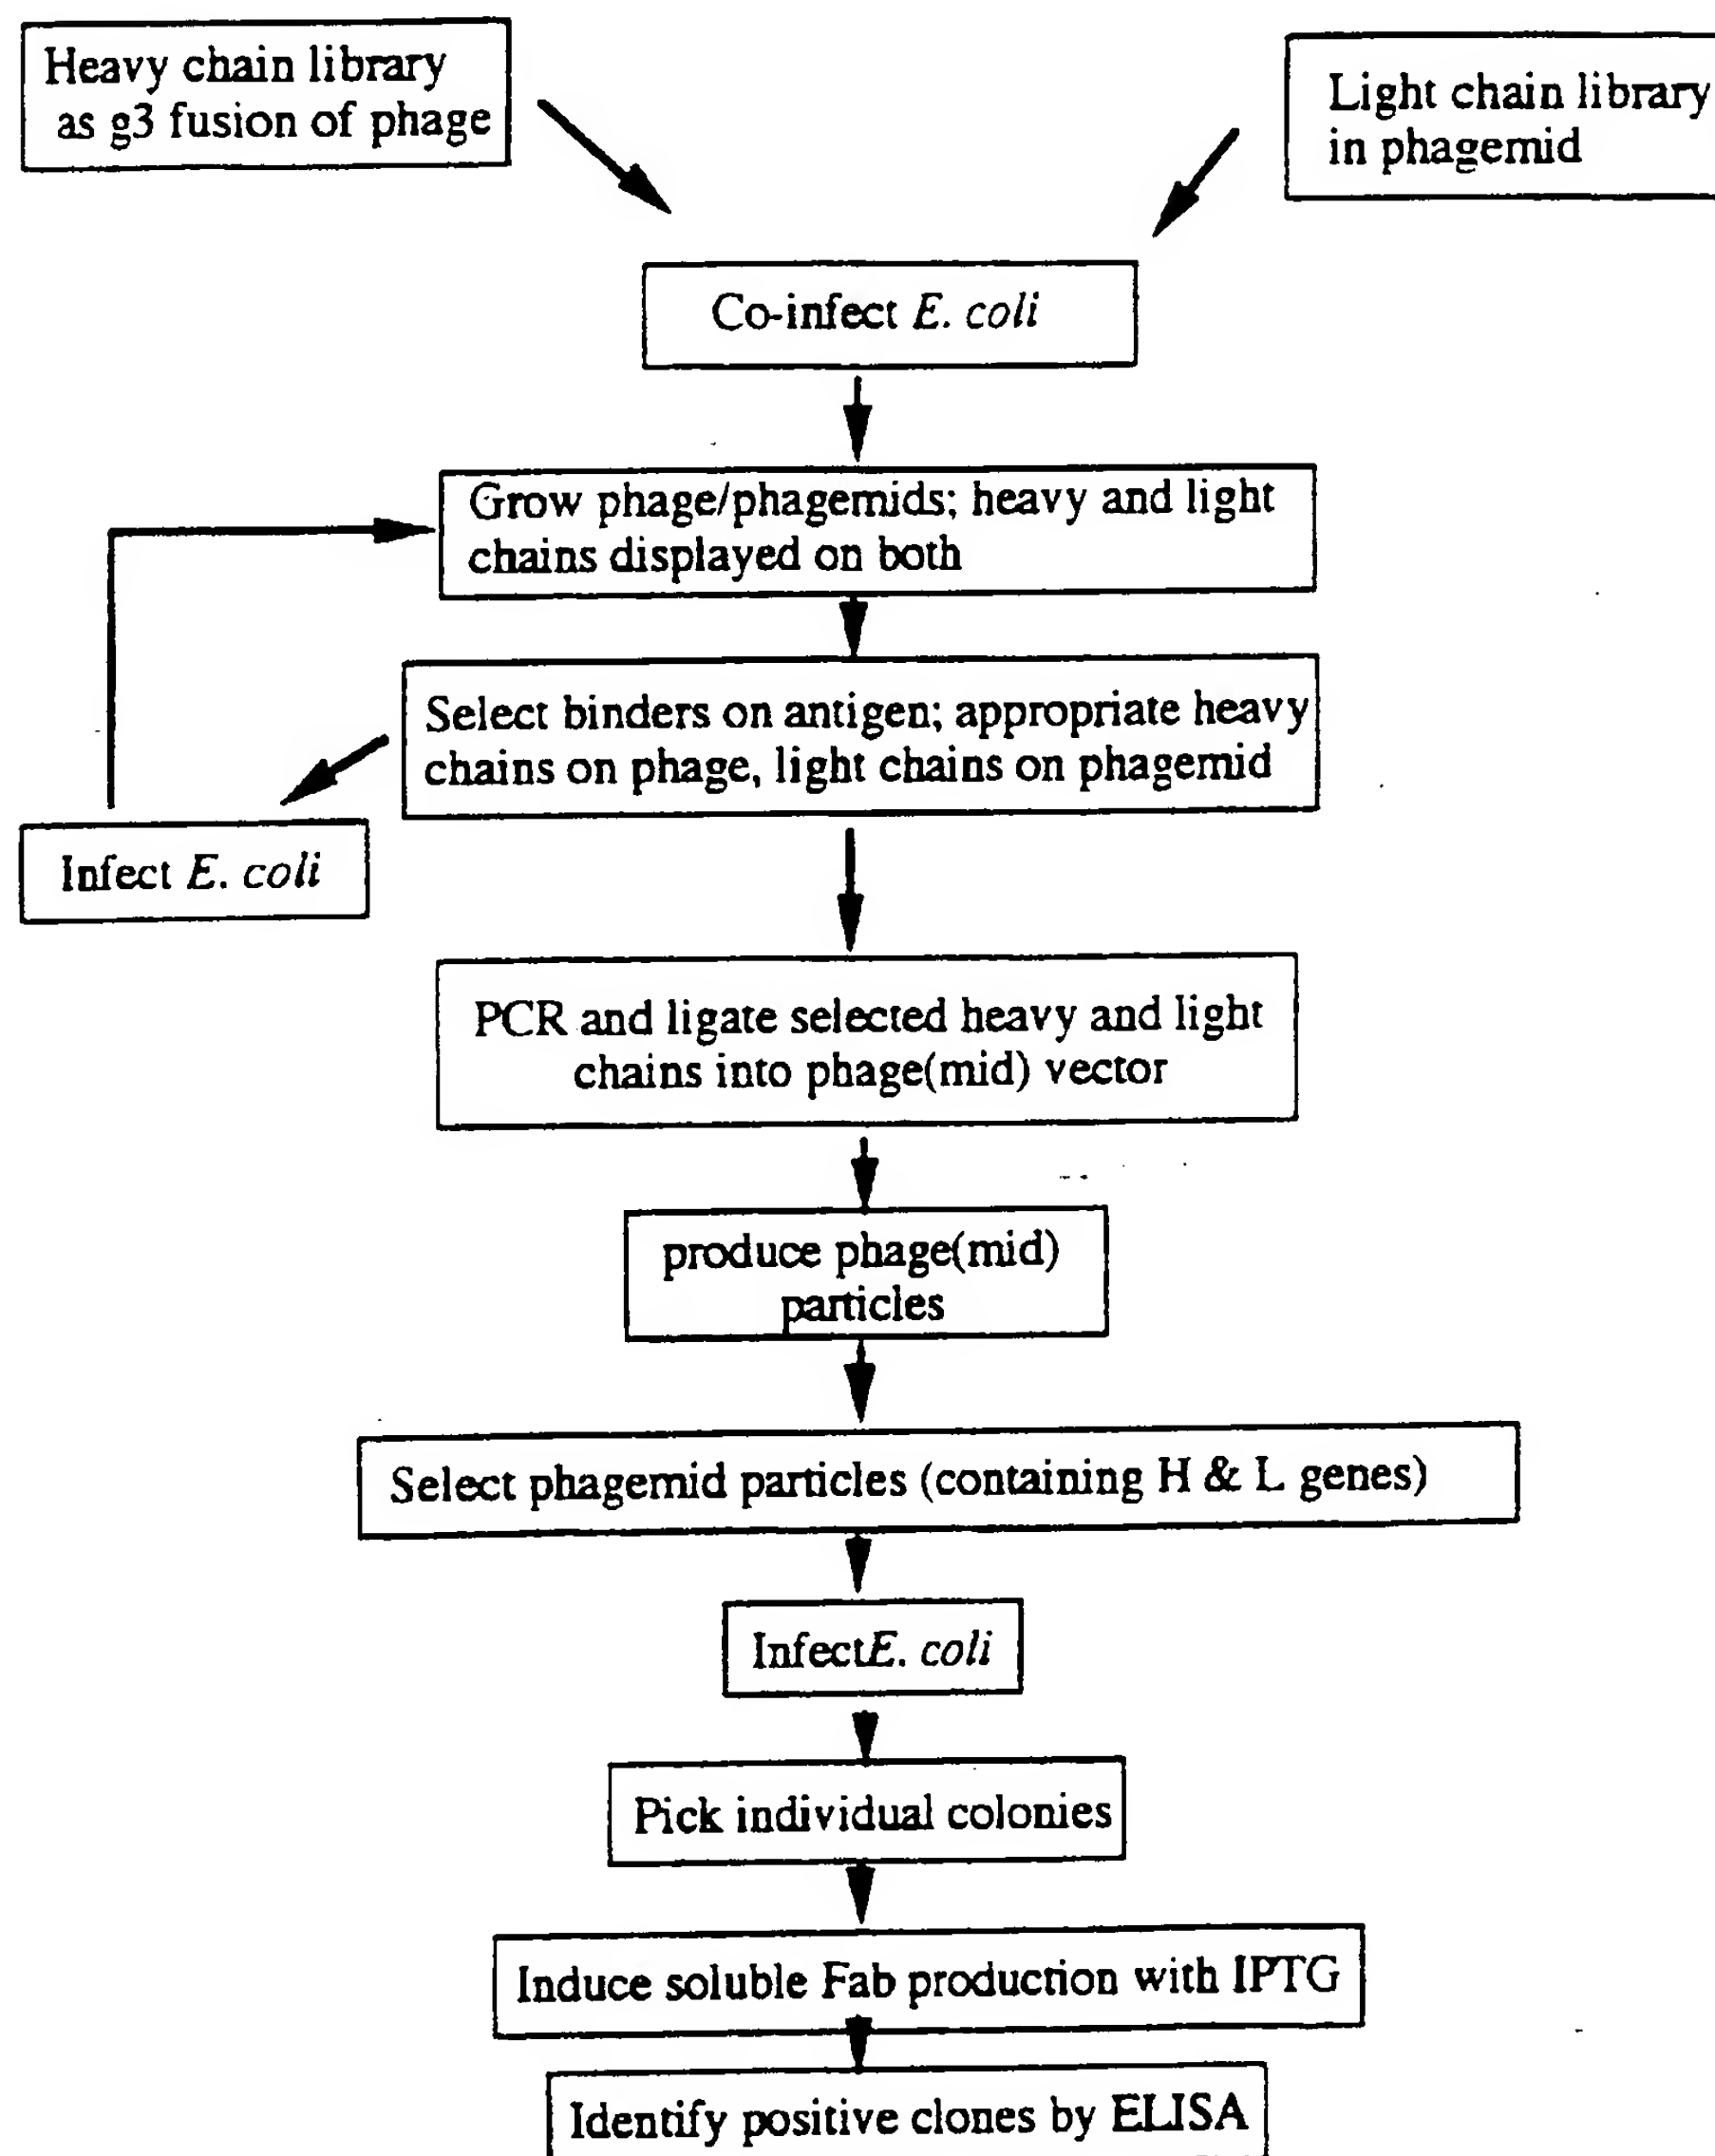 Heavy chain library
as g3 fusion of phage
Light chain library
in phagemid
Co-infect E. coli
Grow phage/phagemids; heavy and light
chains displayed on both
Select binders on antigen; appropriate heavy
chains on phage, light chains on phagemid
Infect E. coli
PCR and ligate selected heavy and light
chains into phage(mid) vector
produce phage(mid)
particles
Select phagemid particles (containing H & L genes)
InfectE. coli
Pick individual colonies
Induce soluble Fab production with IPTG
Identify positive clones by ELISA